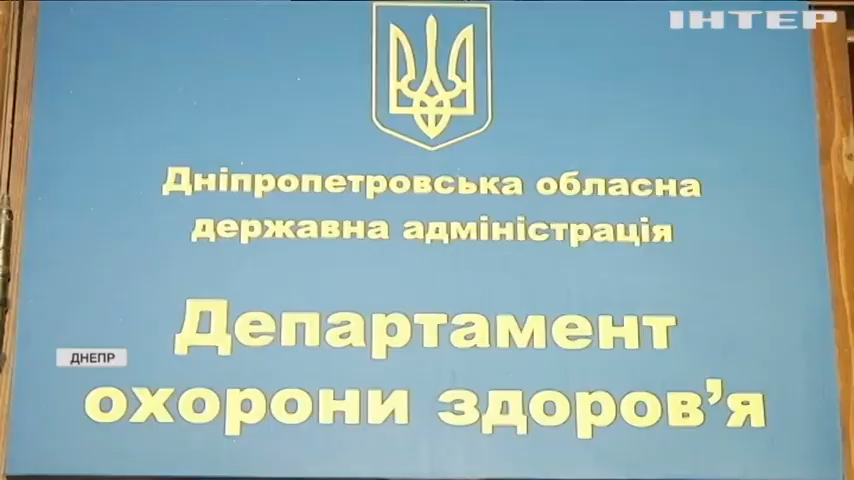 ІНТЕР
Дніпропетровська обласна
державна адміністрація
Департамент
охорони здоров’я
ДНЕПР